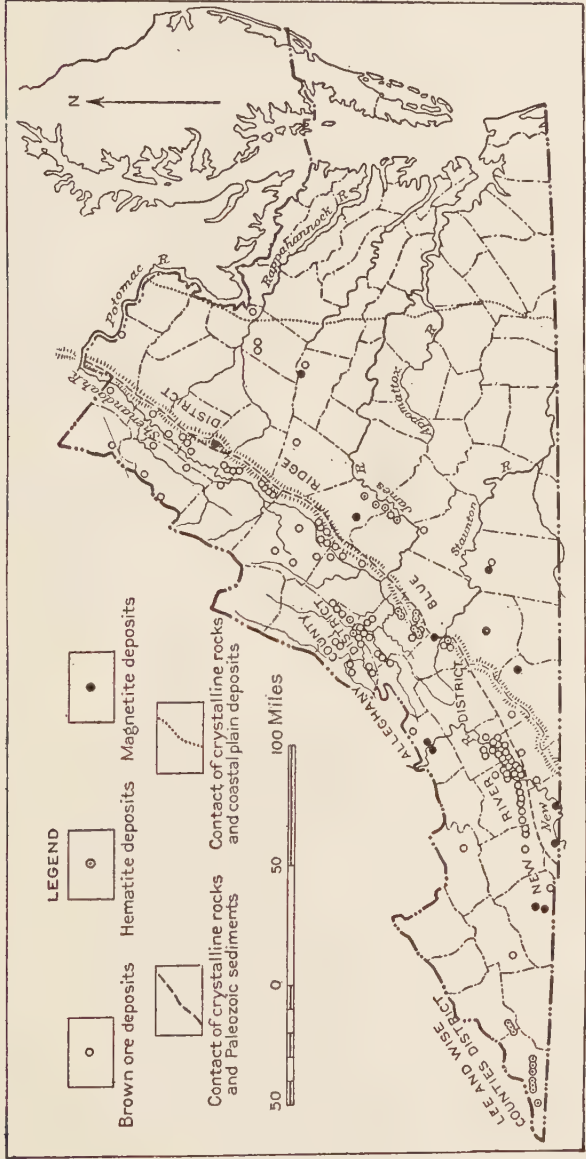 LEGEND
Brown ore deposits
Hematite deposits
Magnetite deposits
Contact of crystalline rocks
and Paleozoic sediments
Contact of crystalline rocks
and coastal plain deposits
50
0
50
100 Miles
N
Potomac R.
Shenandoah R.
Rappahannock R.
James R.
Appomattox R.
Staunton R.
New R.
BLUE RIDGE DISTRICT
ALLEGHANY COUNTY DISTRICT
NEW RIVER DISTRICT
LEE AND WISE
COUNTIES DISTRICT